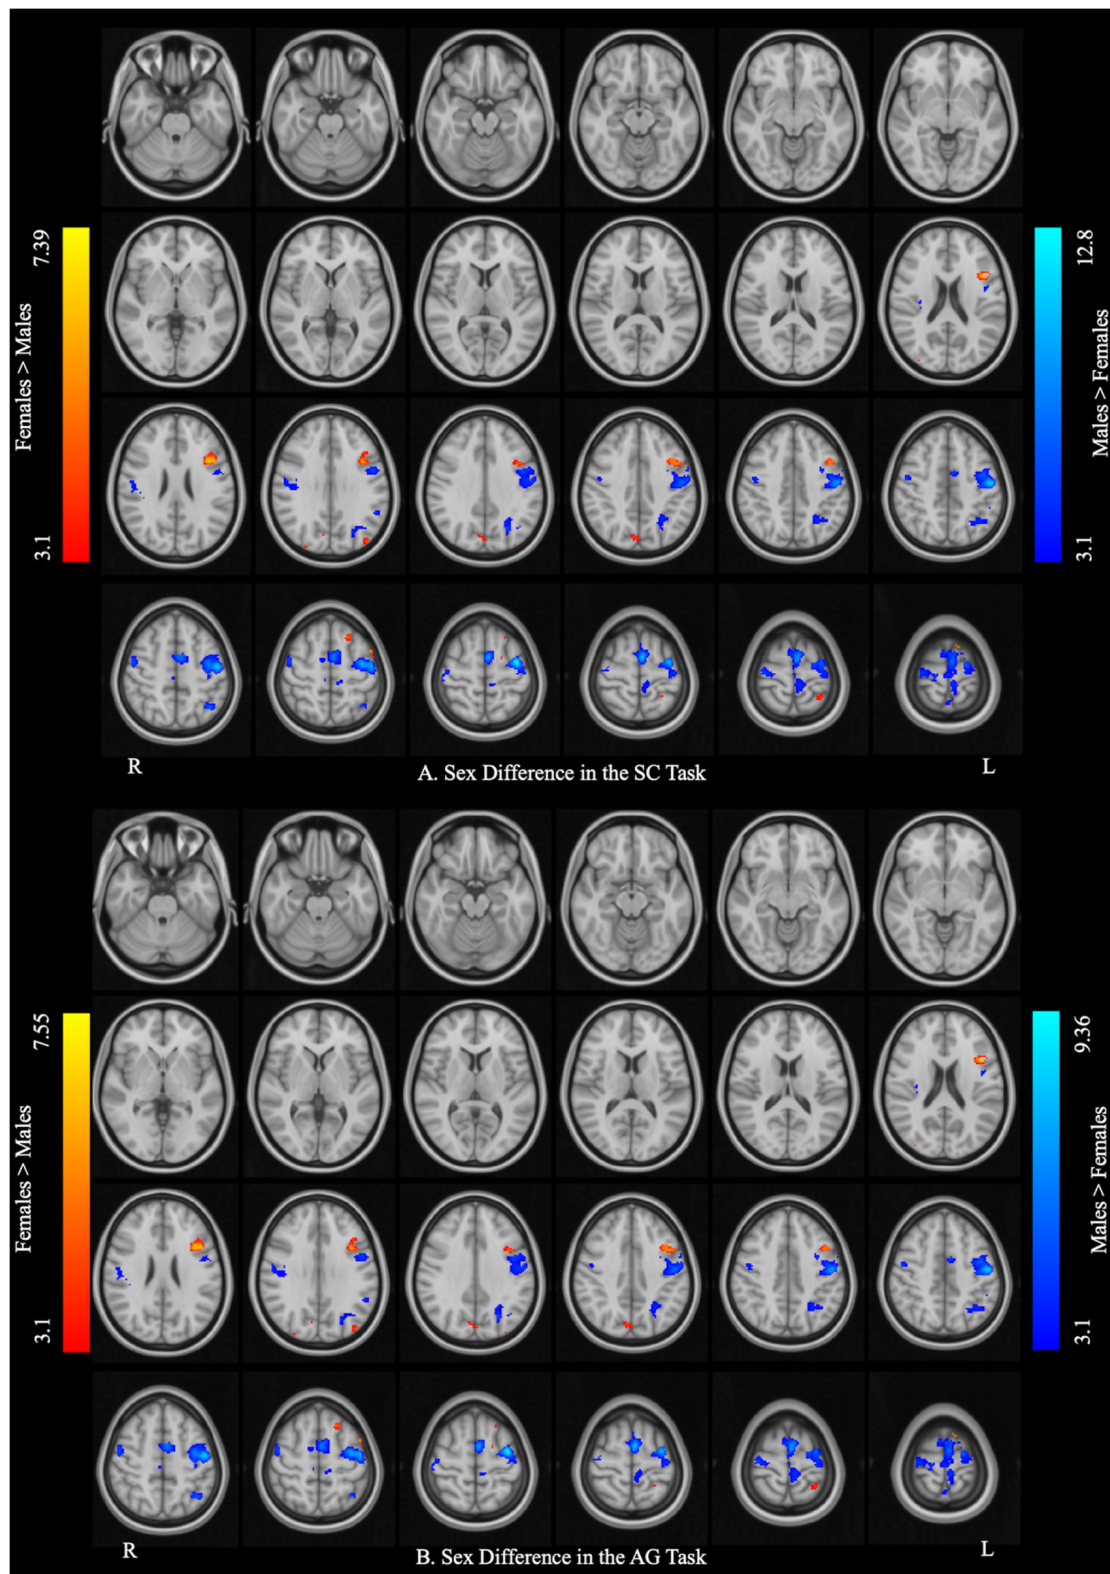 7.39
Females > Males
3.1
12.8
Males > Females
3.1
R
L
A. Sex Difference in the SC Task
7.55
Females > Males
3.1
9.36
Males > Females
3.1
R
L
B. Sex Difference in the AG Task